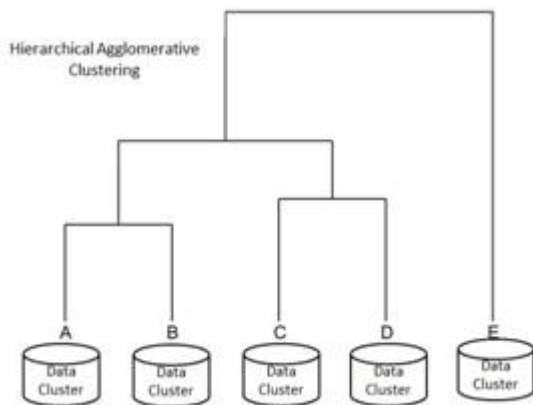 Hierarchical Agglomerative
Clustering
A
B
C
D
E
Data
Cluster
Data
Cluster
Data
Cluster
Data
Cluster
Data
Cluster